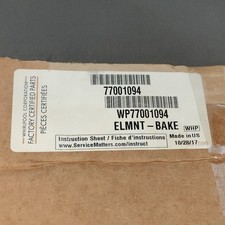 WHIRLPOOL CORPORATION
FACTORY CERTIFIED PARTS
PIÈCES CERTIFIÉES
77001094
WP77001094
ELMNT-BAKE
WHP
Instruction Sheet / Fiche d'instructions
www.ServiceMatters.com/instruct
Made in US
10/28/17